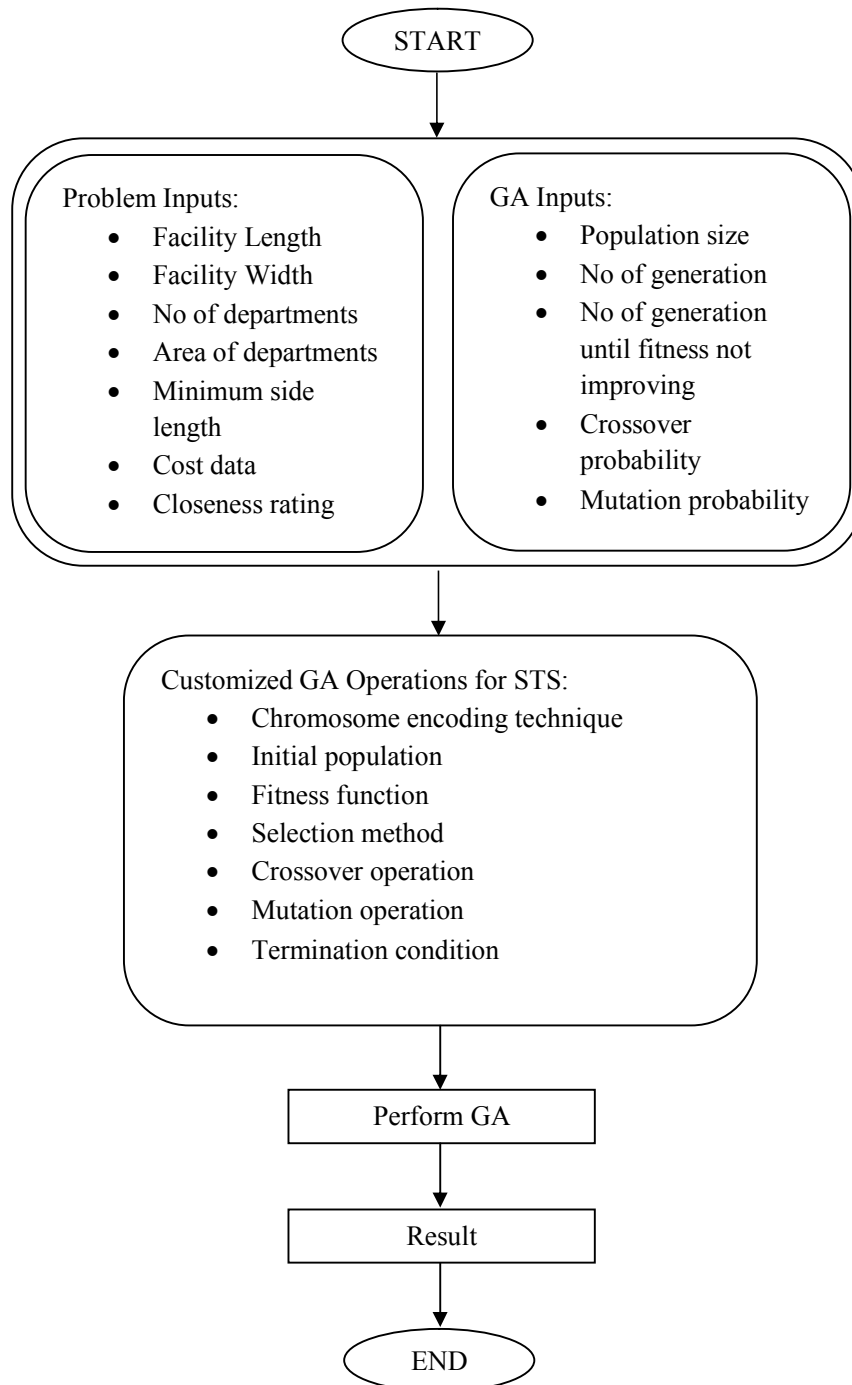 START
Problem Inputs:
• Facility Length
• Facility Width
• No of departments
• Area of departments
• Minimum side
length
• Cost data
• Closeness rating
GA Inputs:
• Population size
• No of generation
• No of generation
until fitness not
improving
• Crossover
probability
• Mutation probability
Customized GA Operations for STS:
• Chromosome encoding technique
• Initial population
• Fitness function
• Selection method
• Crossover operation
• Mutation operation
• Termination condition
Perform GA
Result
END